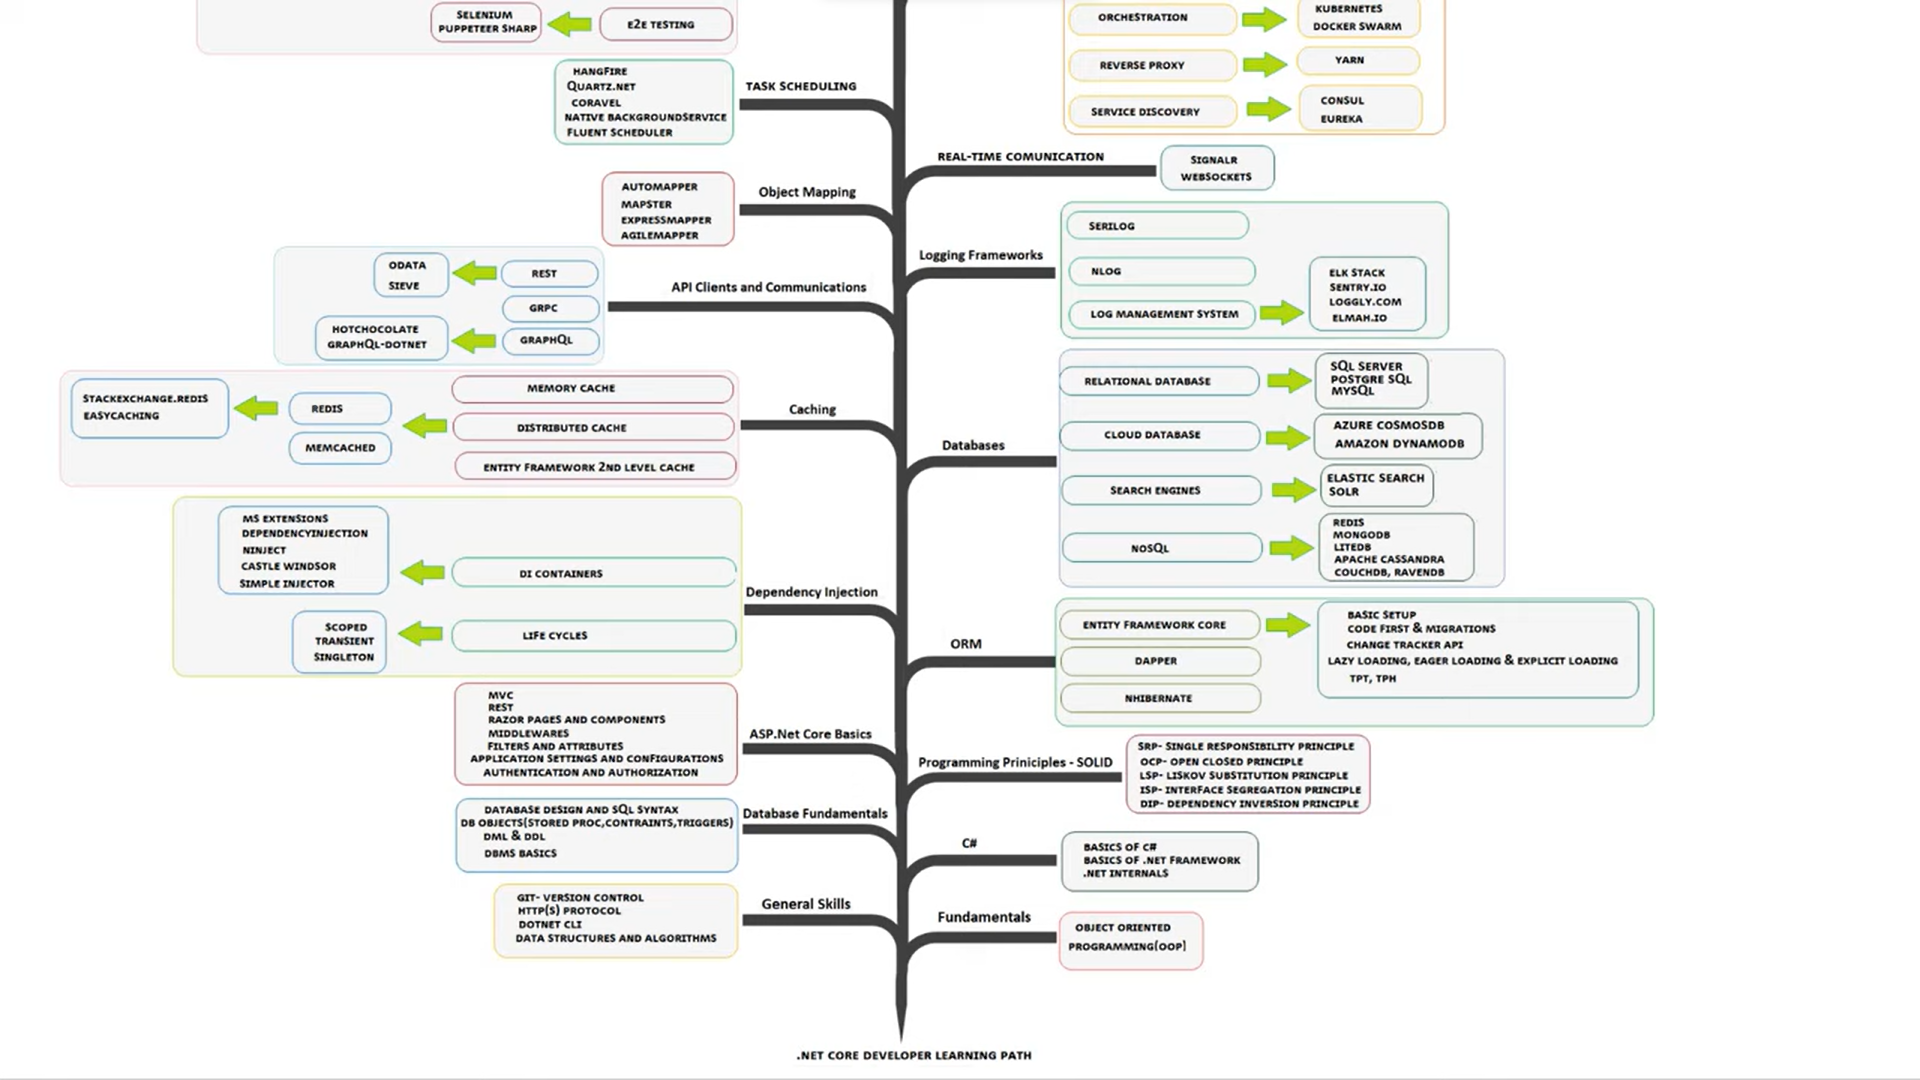 SELENIUM
PUPPETEER SHARP
E2E TESTING
HANGFIRE
QUARTZ.NET
CORAVEL
NATIVE BACKGROUNDSERVICE
FLUENT SCHEDULER
TASK SCHEDULING
AUTOMAPPER
MAPSTER
EXPRESSMAPPER
AGILEMAPPER
Object Mapping
ODATA
SIEVE
REST
GRPC
HOTCHOCOLATE
GRAPHQL-DOTNET
GRAPHQL
API Clients and Communications
STACKEXCHANGE.REDIS
EASYCACHING
REDIS
MEMCACHED
MEMORY CACHE
DISTRIBUTED CACHE
ENTITY FRAMEWORK 2ND LEVEL CACHE
Caching
MS EXTENSIONS
DEPENDENCYINJECTION
NINJECT
CASTLE WINDSOR
SIMPLE INJECTOR
DI CONTAINERS
SCOPED
TRANSIENT
SINGLETON
LIFE CYCLES
Dependency Injection
MVC
REST
RAZOR PAGES AND COMPONENTS
MIDDLEWARES
FILTERS AND ATTRIBUTES
APPLICATION SETTINGS AND CONFIGURATIONS
AUTHENTICATION AND AUTHORIZATION
ASP.Net Core Basics
DATABASE DESIGN AND SQL SYNTAX
DB OBJECTS(STORED PROC,CONTRAINTS,TRIGGERS)
DML & DDL
DBMS BASICS
Database Fundamentals
GIT- VERSION CONTROL
HTTP(S) PROTOCOL
DOTNET CLI
DATA STRUCTURES AND ALGORITHMS
General Skills
ORCHESTRATION
KUBERNETES
DOCKER SWARM
REVERSE PROXY
YARN
SERVICE DISCOVERY
CONSUL
EUREKA
REAL-TIME COMUNICATION
SIGNALR
WEBSOCKETS
Logging Frameworks
SERILOG
NLOG
LOG MANAGEMENT SYSTEM
ELK STACK
SENTRY.IO
LOGGLY.COM
ELMAH.IO
Databases
RELATIONAL DATABASE
SQL SERVER
POSTGRE SQL
MYSQL
CLOUD DATABASE
AZURE COSMOSDB
AMAZON DYNAMODB
SEARCH ENGINES
ELASTIC SEARCH
SOLR
NOSQL
REDIS
MONGODB
LITEDB
APACHE CASSANDRA
COUCHDB, RAVENDB
ORM
ENTITY FRAMEWORK CORE
DAPPER
NHIBERNATE
BASIC SETUP
CODE FIRST & MIGRATIONS
CHANGE TRACKER API
LAZY LOADING, EAGER LOADING & EXPLICIT LOADING
TPT, TPH
Programming Priniciples - SOLID
SRP- SINGLE RESPONSIBILITY PRINCIPLE
OCP- OPEN CLOSED PRINCIPLE
LSP- LISKOV SUBSTITUTION PRINCIPLE
ISP- INTERFACE SEGREGATION PRINCIPLE
DIP- DEPENDENCY INVERSION PRINCIPLE
C#
BASICS OF C#
BASICS OF .NET FRAMEWORK
.NET INTERNALS
Fundamentals
OBJECT ORIENTED
PROGRAMMING(OOP)
.NET CORE DEVELOPER LEARNING PATH